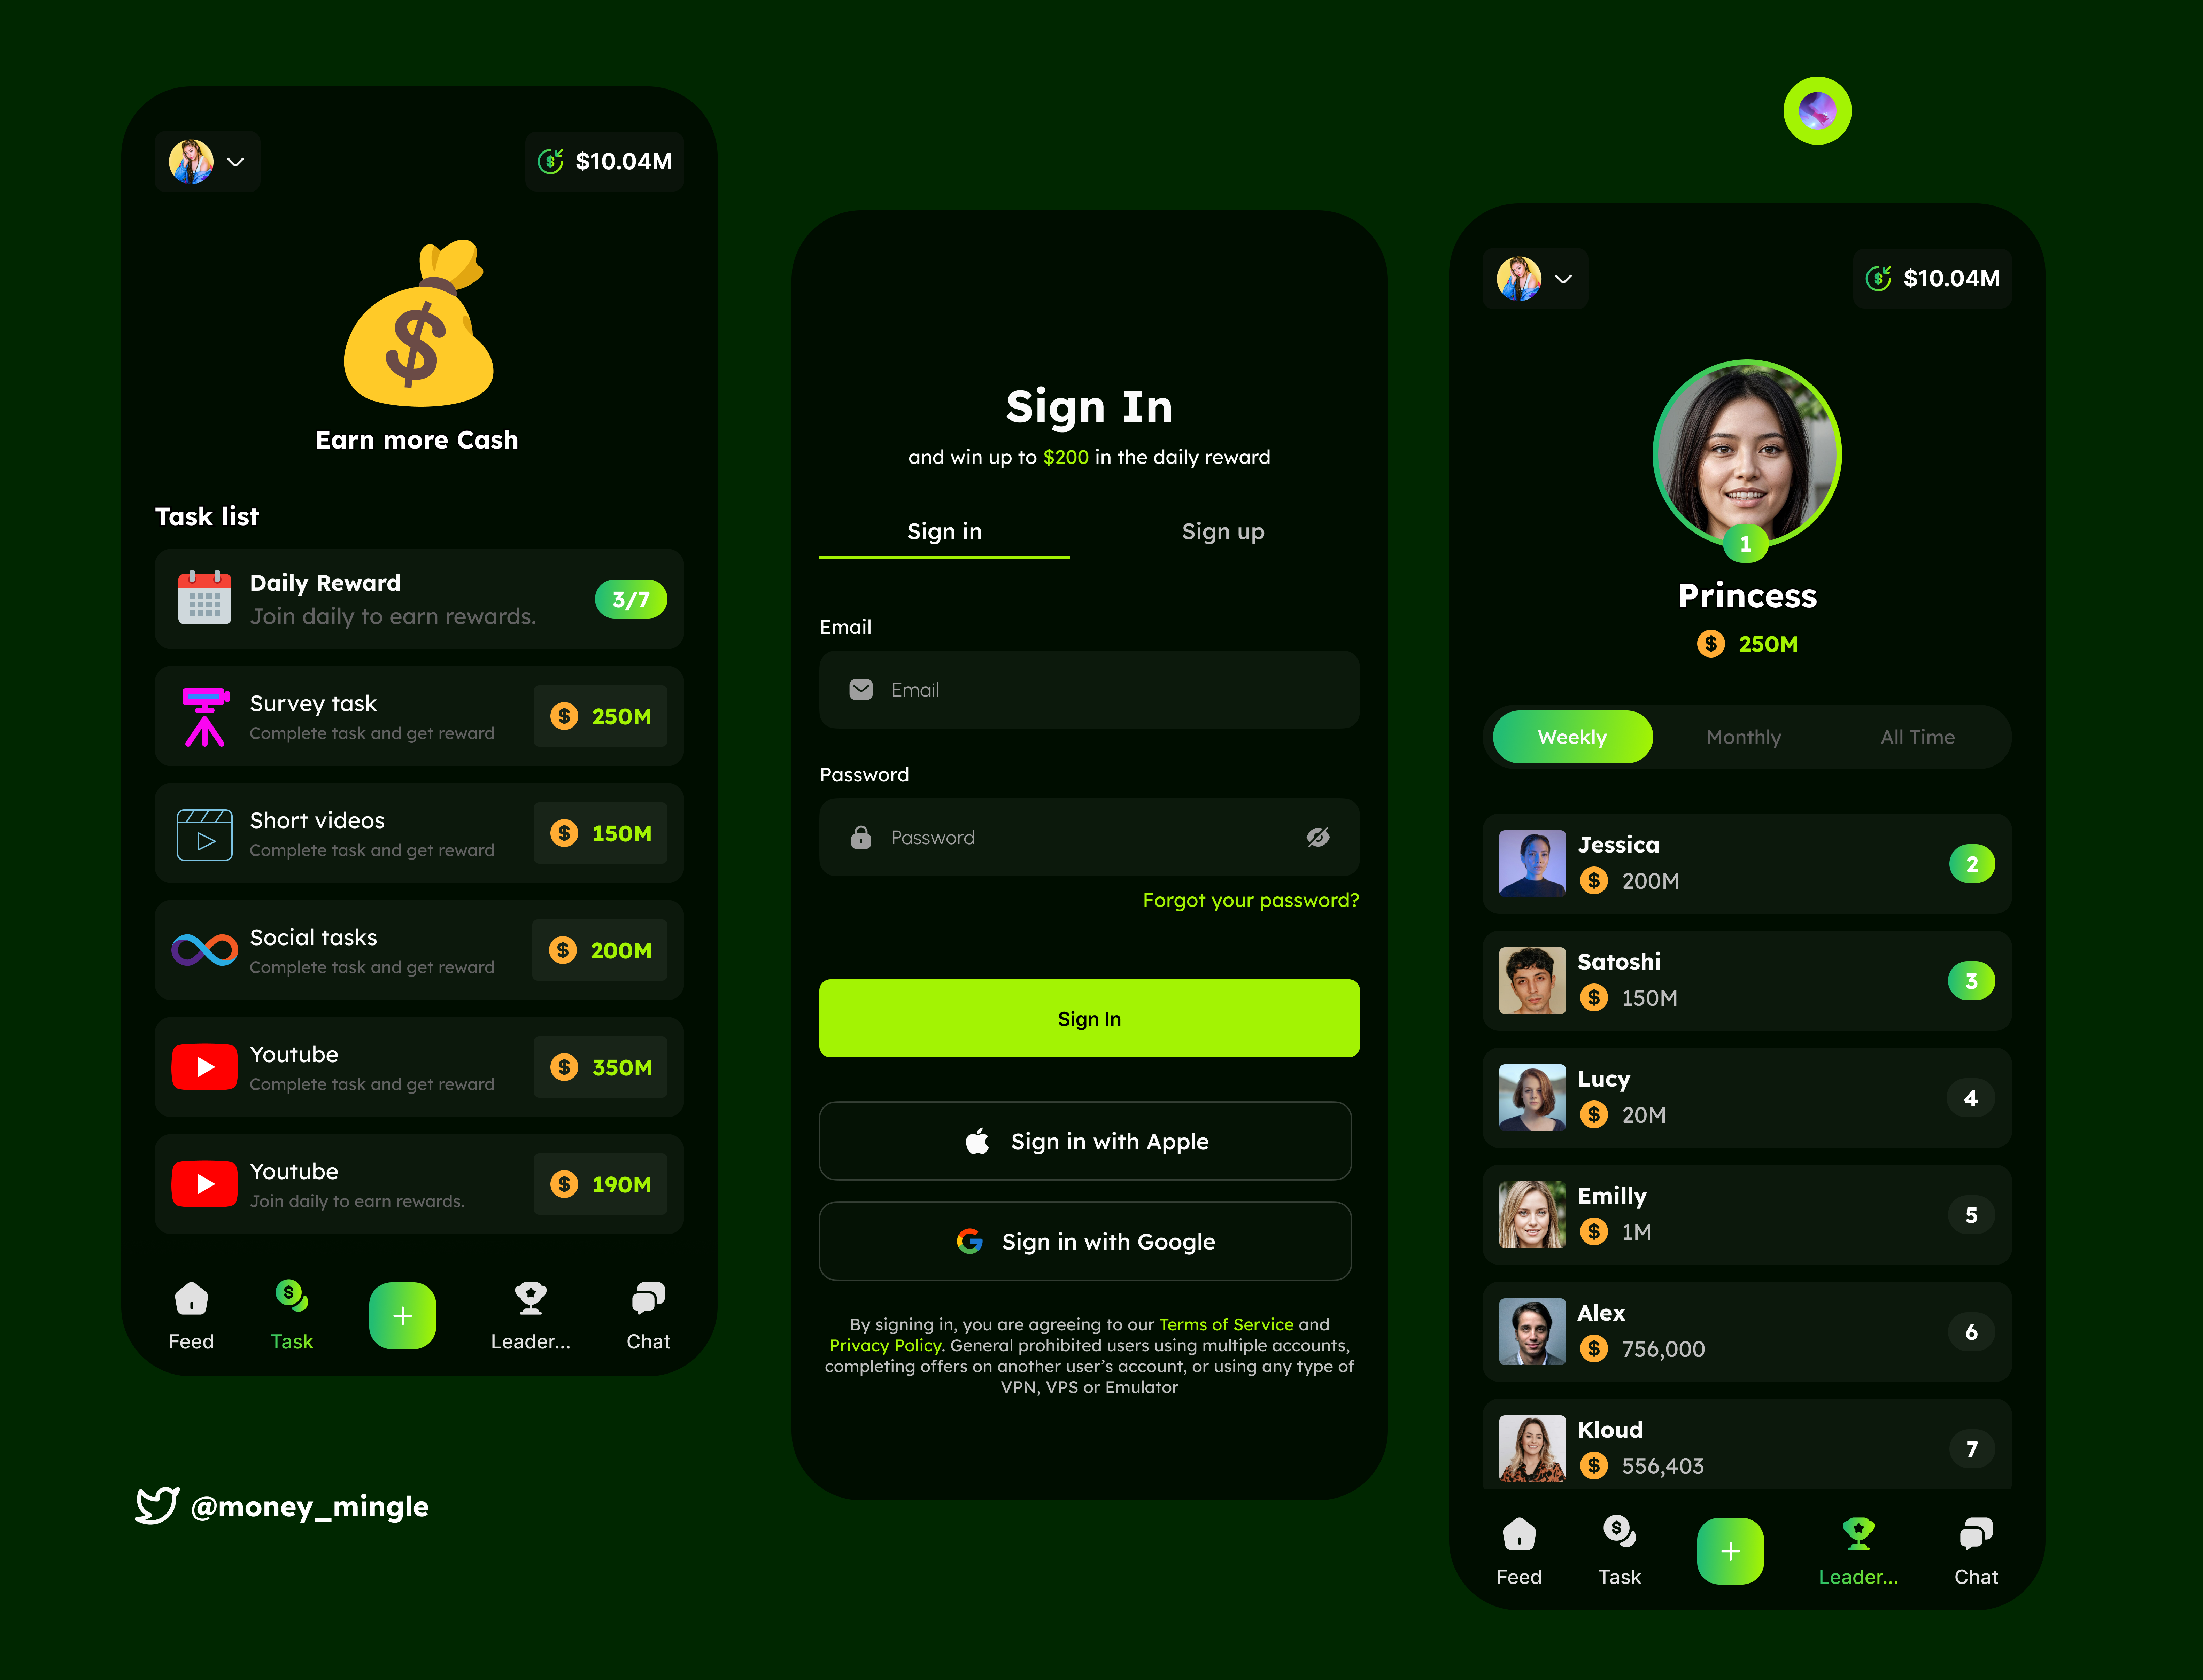 $10.04M
Earn more Cash
Task list
Daily Reward
Join daily to earn rewards.
3/7
Survey task
Complete task and get reward
$ 250M
Short videos
Complete task and get reward
$ 150M
Social tasks
Complete task and get reward
$ 200M
Youtube
Complete task and get reward
$ 350M
Youtube
Join daily to earn rewards.
$ 190M
Feed
Task
Leader...
Chat
@money_mingle
Sign In
and win up to $200 in the daily reward
Sign in
Sign up
Email
Email
Password
Password
Forgot your password?
Sign In
Sign in with Apple
Sign in with Google
By signing in, you are agreeing to our Terms of Service and
Privacy Policy. General prohibited users using multiple accounts,
completing offers on another user’s account, or using any type of
VPN, VPS or Emulator
$10.04M
1
Princess
$ 250M
Weekly
Monthly
All Time
Jessica
$ 200M
2
Satoshi
$ 150M
3
Lucy
$ 20M
4
Emilly
$ 1M
5
Alex
$ 756,000
6
Kloud
$ 556,403
7
Feed
Task
Leader...
Chat